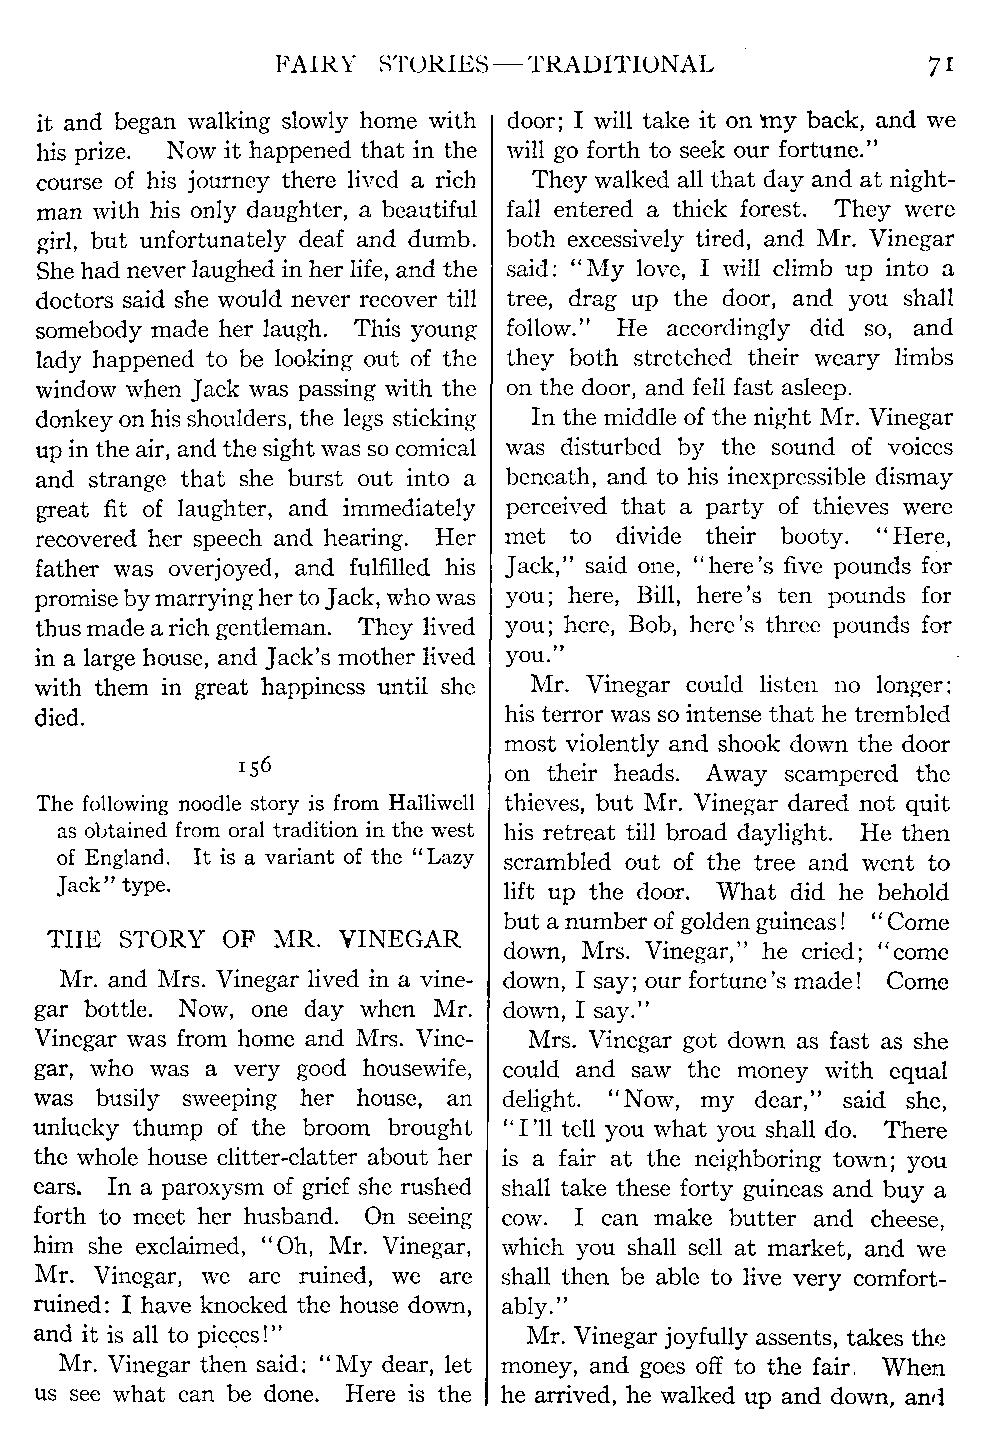 FAIRY STORIES—TRADITIONAL 71
it and began walking slowly home with
his prize. Now it happened that in the
course of his journey there lived a rich
man with his only daughter, a beautiful
girl, but unfortunately deaf and dumb.
She had never laughed in her life, and the
doctors said she would never recover till
somebody made her laugh. This young
lady happened to be looking out of the
window when Jack was passing with the
donkey on his shoulders, the legs sticking
up in the air, and the sight was so comical
and strange that she burst out into a
great fit of laughter, and immediately
recovered her speech and hearing. Her
father was overjoyed, and fulfilled his
promise by marrying her to Jack, who was
thus made a rich gentleman. They lived
in a large house, and Jack's mother lived
with them in great happiness until she
died.
156
The following noodle story is from Halliwell
as obtained from oral tradition in the west
of England. It is a variant of the "Lazy
Jack" type.
THE STORY OF MR. VINEGAR
Mr. and Mrs. Vinegar lived in a vine-
gar bottle. Now, one day when Mr.
Vinegar was from home and Mrs. Vine-
gar, who was a very good housewife,
was busily sweeping her house, an
unlucky thump of the broom brought
the whole house clitter-clatter about her
ears. In a paroxysm of grief she rushed
forth to meet her husband. On seeing
him she exclaimed, "Oh, Mr. Vinegar,
Mr. Vinegar, we are ruined, we are
ruined: I have knocked the house down,
and it is all to pieces!"
Mr. Vinegar then said: "My dear, let
us see what can be done. Here is the
door; I will take it on my back, and we
will go forth to seek our fortune."
They walked all that day and at night-
fall entered a thick forest. They were
both excessively tired, and Mr. Vinegar
said: "My love, I will climb up into a
tree, drag up the door, and you shall
follow." He accordingly did so, and
they both stretched their weary limbs
on the door, and fell fast asleep.
In the middle of the night Mr. Vinegar
was disturbed by the sound of voices
beneath, and to his inexpressible dismay
perceived that a party of thieves were
met to divide their booty. "Here,
Jack," said one, "here's five pounds for
you; here, Bill, here's ten pounds for
you; here, Bob, here's three pounds for
you."
Mr. Vinegar could listen no longer;
his terror was so intense that he trembled
most violently and shook down the door
on their heads. Away scampered the
thieves, but Mr. Vinegar dared not quit
his retreat till broad daylight. He then
scrambled out of the tree and went to
lift up the door. What did he behold
but a number of golden guineas! "Come
down, Mrs. Vinegar," he cried; "come
down, I say; our fortune's made! Come
down, I say."
Mrs. Vinegar got down as fast as she
could and saw the money with equal
delight. "Now, my dear," said she,
"I'll tell you what you shall do. There
is a fair at the neighboring town; you
shall take these forty guineas and buy a
cow. I can make butter and cheese,
which you shall sell at market, and we
shall then be able to live very comfort-
ably."
Mr. Vinegar joyfully assents, takes the
money, and goes off to the fair. When
he arrived, he walked up and down, and